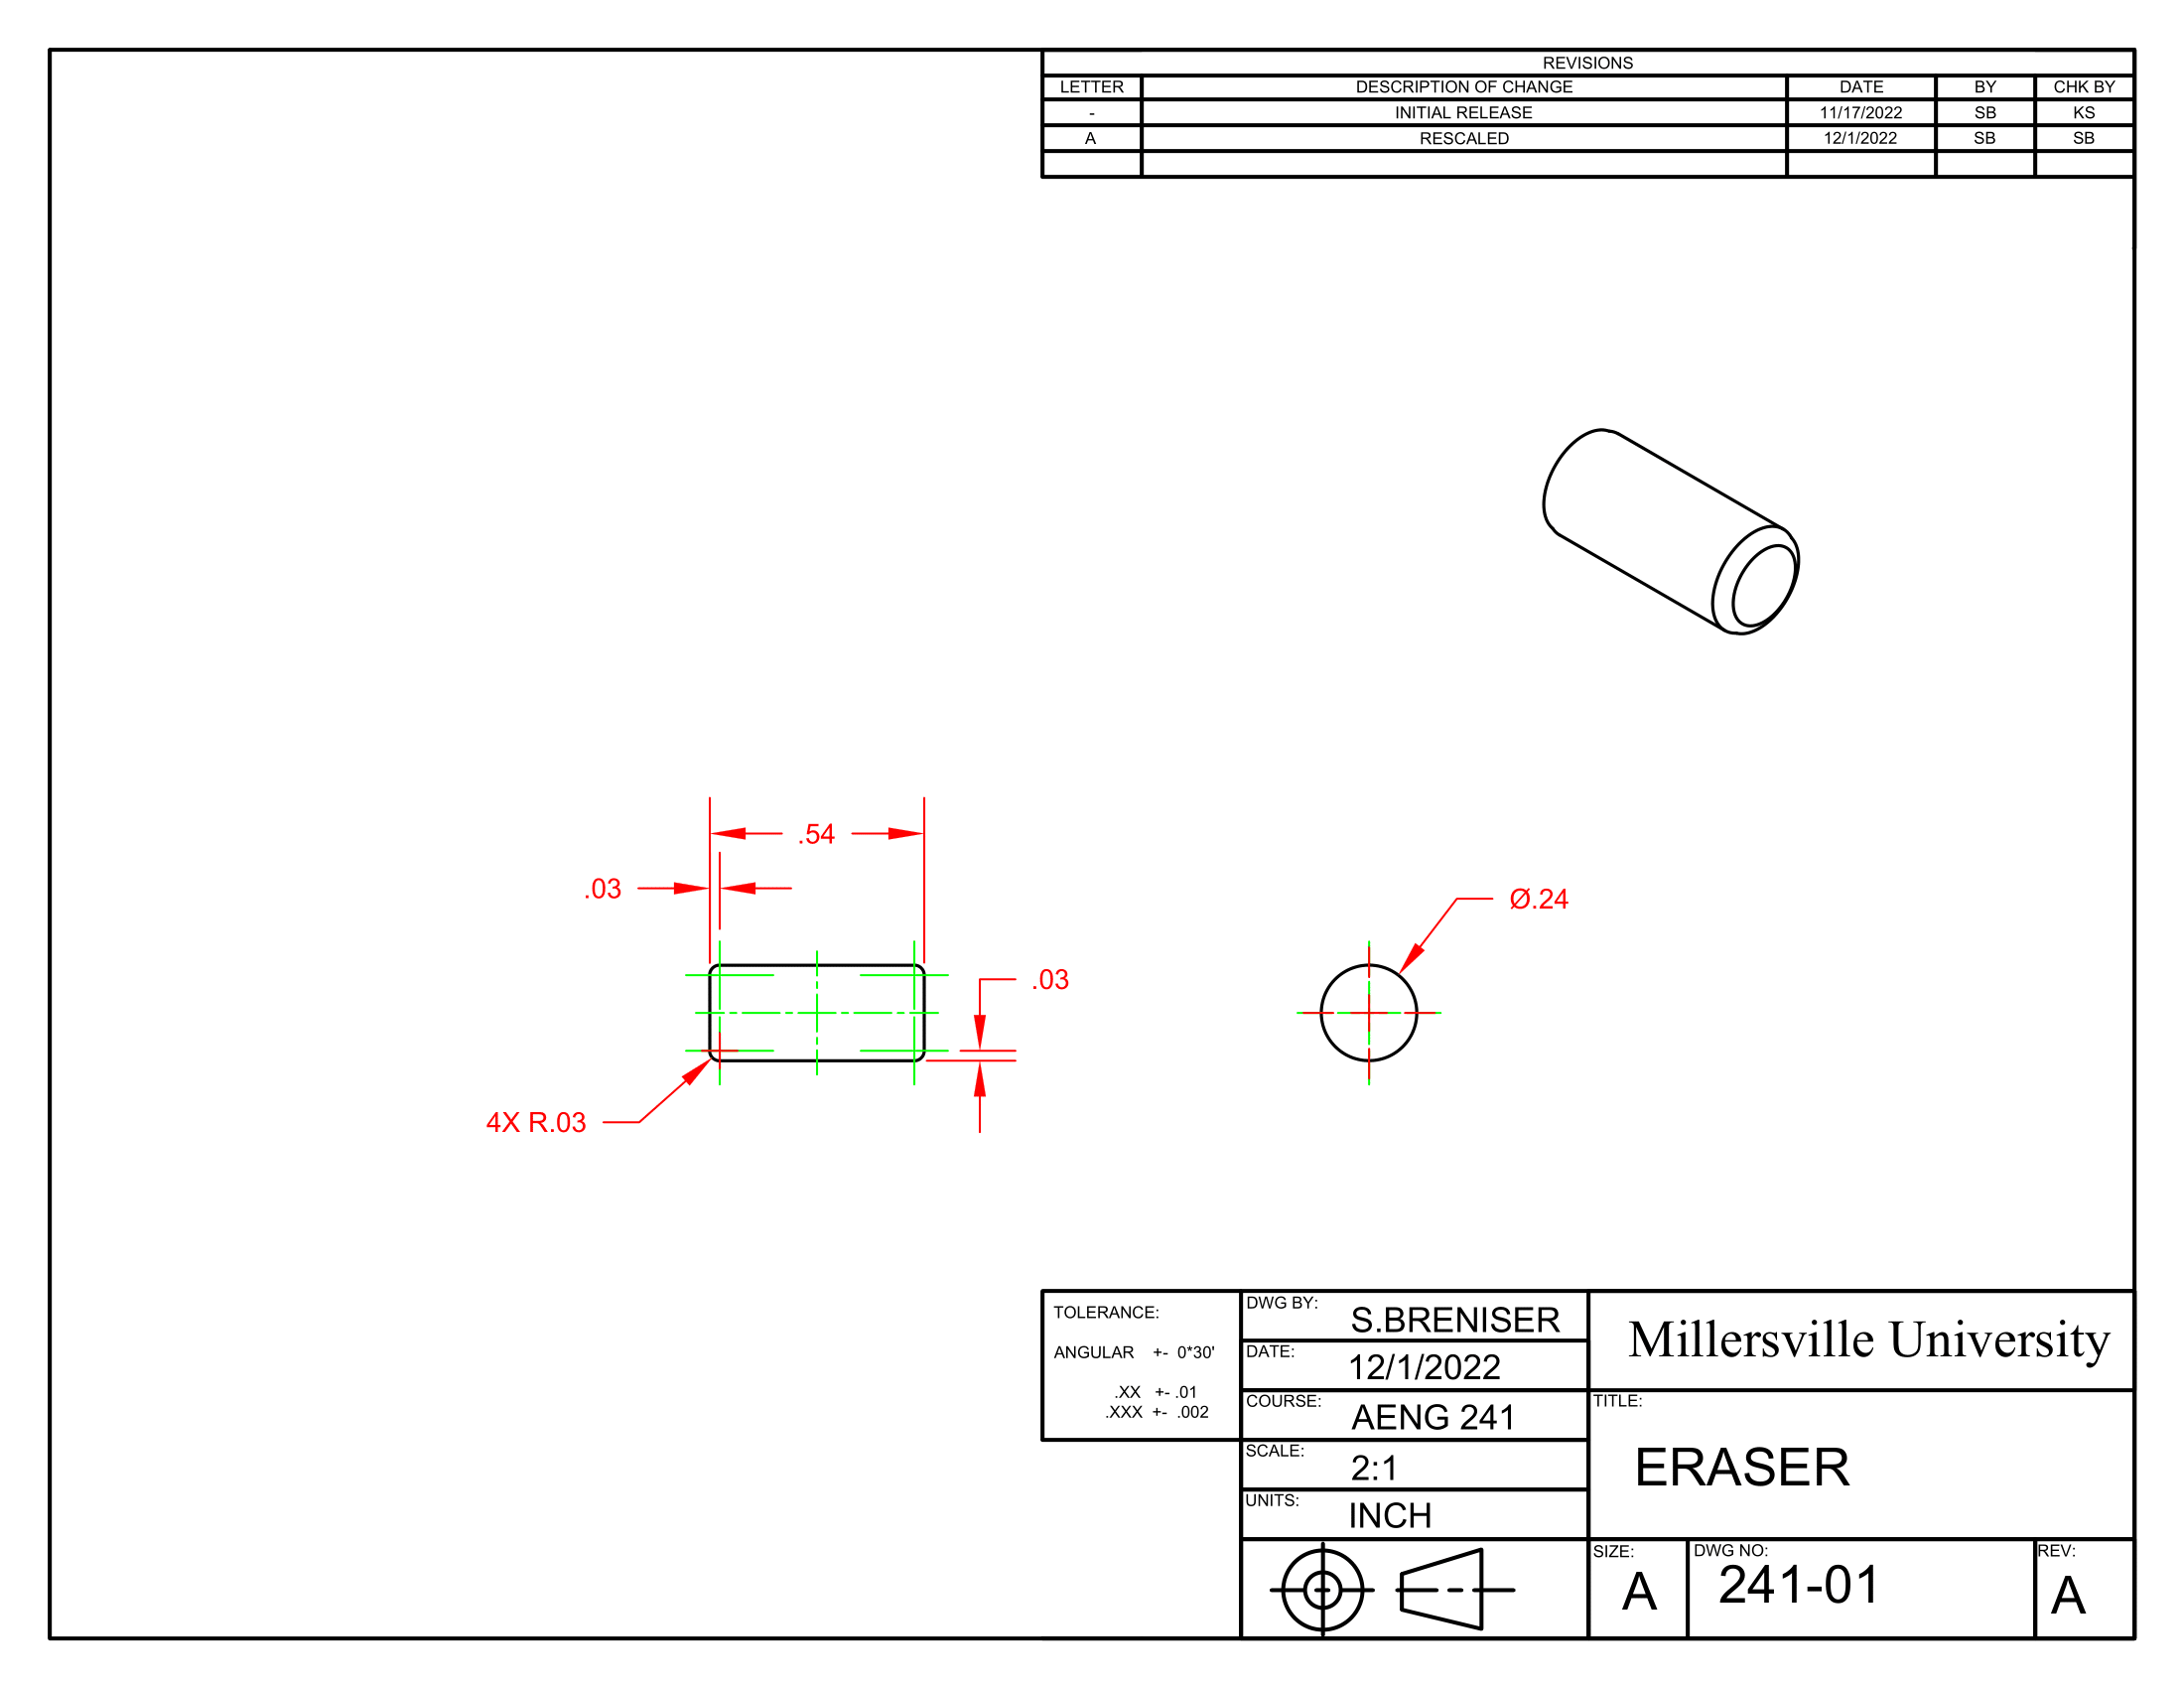 REVISIONS
LETTER DESCRIPTION OF CHANGE DATE BY CHK BY
- INITIAL RELEASE 11/17/2022 SB KS
A RESCALED 12/1/2022 SB SB
.54
.03
Ø.24
.03
4X R.03
TOLERANCE:
ANGULAR +- 0*30'
.XX +- .01
.XXX +- .002
DWG BY: S.BRENISER
DATE: 12/1/2022
COURSE: AENG 241
SCALE: 2:1
UNITS: INCH
Millersville University
TITLE:
ERASER
SIZE: A
DWG NO: 241-01
REV: A